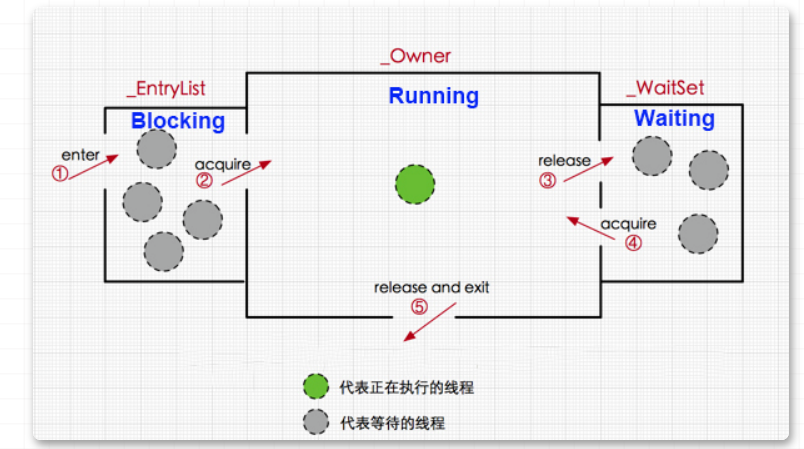 _Owner
_EntryList
Running
_WaitSet
Blocking
Waiting
enter
①
acquire
②
release
③
acquire
④
release and exit
⑤
代表正在执行的线程
代表等待的线程